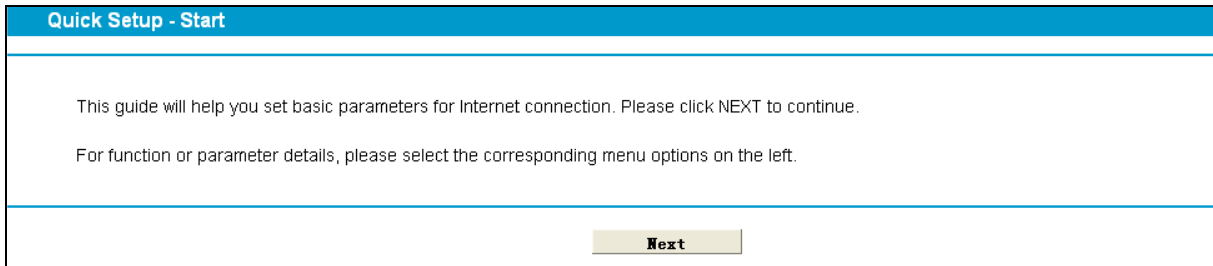 Quick Setup - Start
This guide will help you set basic parameters for Internet connection. Please click NEXT to continue.
For function or parameter details, please select the corresponding menu options on the left.
Next